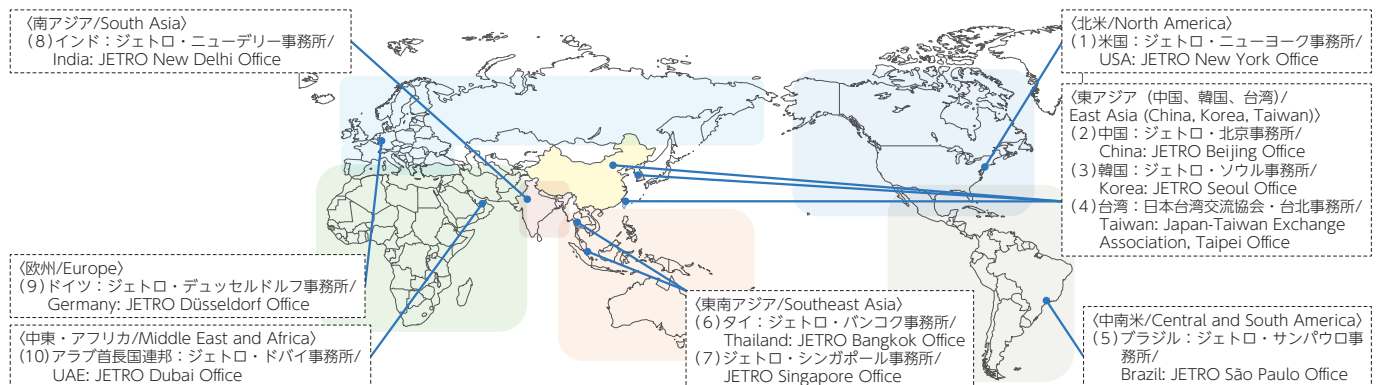 〈南アジア/South Asia〉
(8)インド：ジェトロ・ニューデリー事務所/
India: JETRO New Delhi Office
〈北米/North America〉
(1)米国：ジェトロ・ニューヨーク事務所/
USA: JETRO New York Office
〈東アジア（中国、韓国、台湾）/
East Asia (China, Korea, Taiwan)〉
(2)中国：ジェトロ・北京事務所/
China: JETRO Beijing Office
(3)韓国：ジェトロ・ソウル事務所/
Korea: JETRO Seoul Office
(4)台湾：日本台湾交流協会・台北事務所/
Taiwan: Japan-Taiwan Exchange
Association, Taipei Office
〈欧州/Europe〉
(9)ドイツ：ジェトロ・デュッセルドルフ事務所/
Germany: JETRO Düsseldorf Office
〈中東・アフリカ/Middle East and Africa〉
(10)アラブ首長国連邦：ジェトロ・ドバイ事務所/
UAE: JETRO Dubai Office
〈東南アジア/Southeast Asia〉
(6)タイ：ジェトロ・バンコク事務所/
Thailand: JETRO Bangkok Office
(7)ジェトロ・シンガポール事務所/
JETRO Singapore Office
〈中南米/Central and South America〉
(5)ブラジル：ジェトロ・サンパウロ事
務所/
Brazil: JETRO São Paulo Office